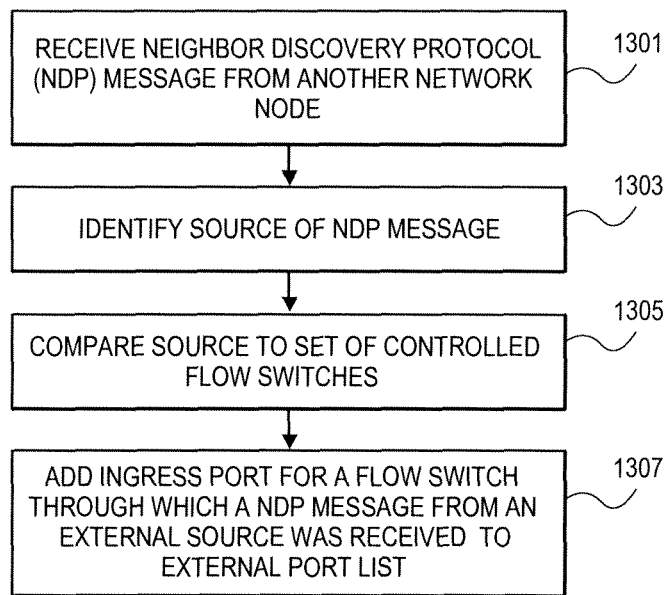 RECEIVE NEIGHBOR DISCOVERY PROTOCOL
(NDP) MESSAGE FROM ANOTHER NETWORK
NODE
1301
IDENTIFY SOURCE OF NDP MESSAGE
1303
COMPARE SOURCE TO SET OF CONTROLLED
FLOW SWITCHES
1305
ADD INGRESS PORT FOR A FLOW SWITCH
THROUGH WHICH A NDP MESSAGE FROM AN
EXTERNAL SOURCE WAS RECEIVED TO
EXTERNAL PORT LIST
1307